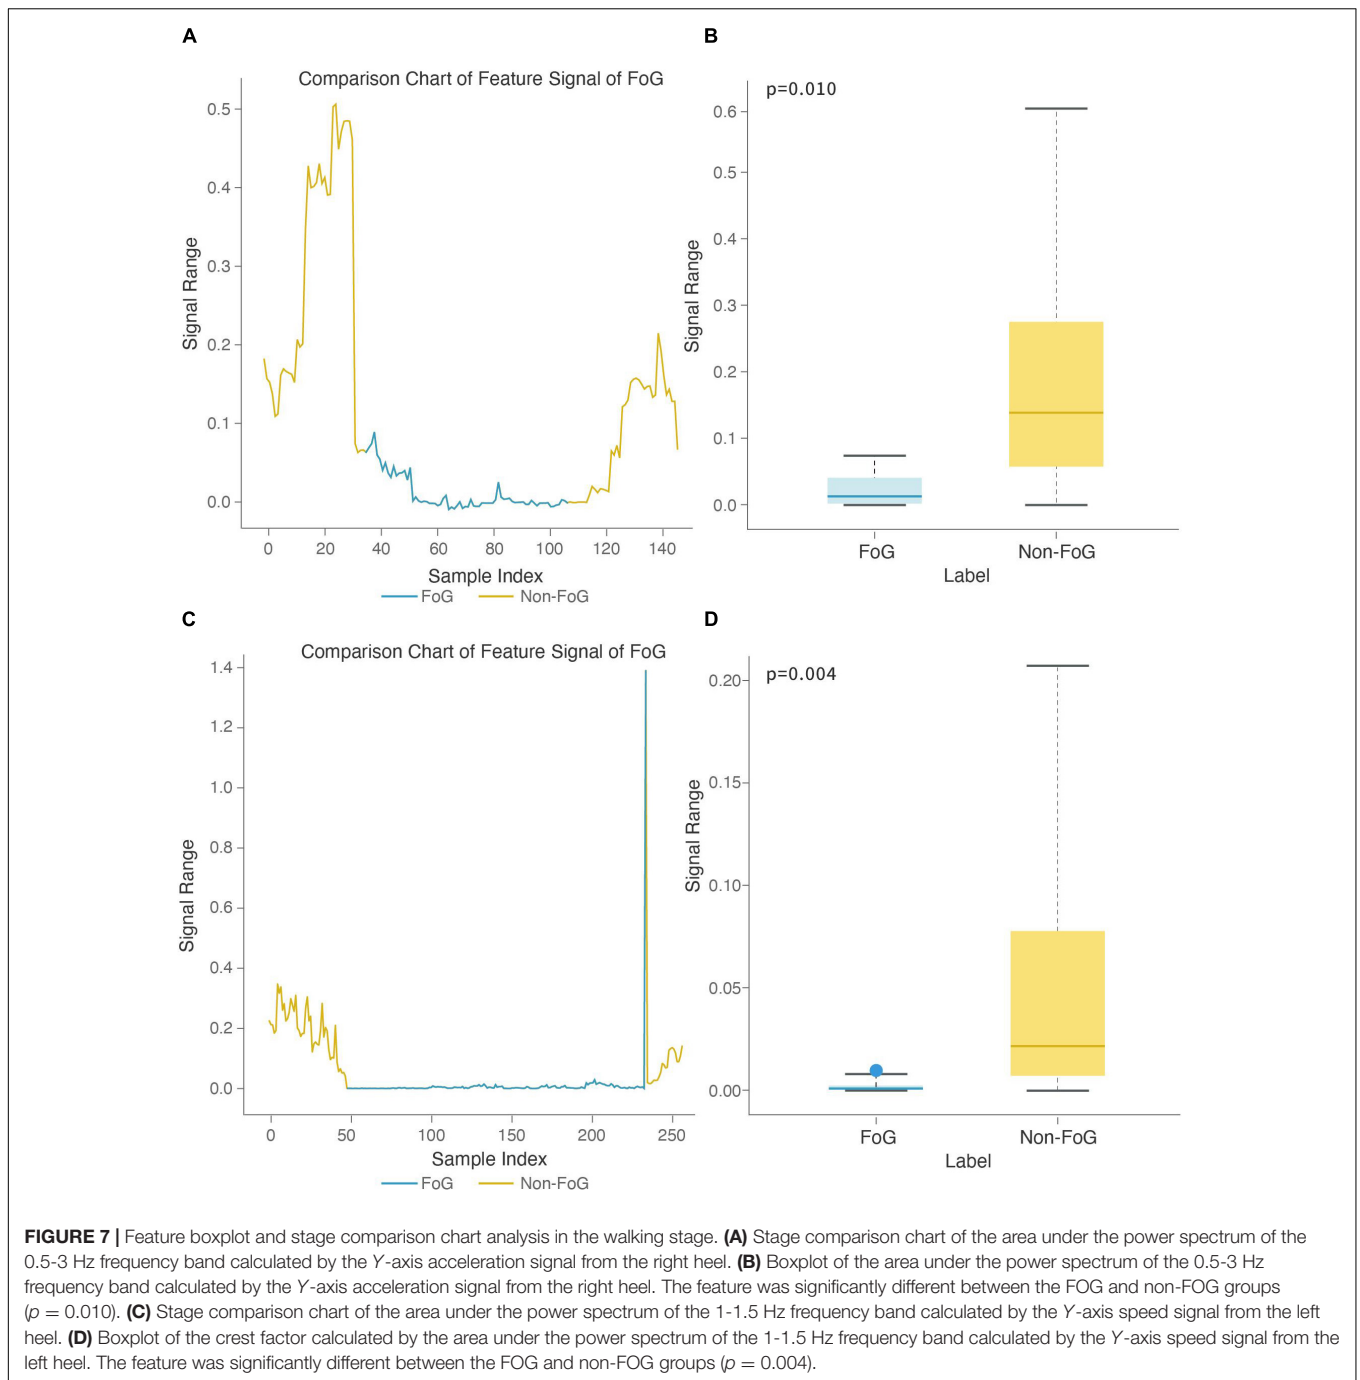 A
Comparison Chart of Feature Signal of FoG
0.5
0.4
0.3
0.2
0.1
0.0
Signal Range
0 20 40 60 80 100 120 140
Sample Index
FoG Non-FoG
B
p=0.010
0.6
0.5
0.4
0.3
0.2
0.1
0.0
Signal Range
FoG Non-FoG
Label
C
Comparison Chart of Feature Signal of FoG
1.4
1.2
1.0
0.8
0.6
0.4
0.2
0.0
Signal Range
0 50 100 150 200 250
Sample Index
FoG Non-FoG
D
p=0.004
0.20
0.15
0.10
0.05
0.00
Signal Range
FoG Non-FoG
Label
FIGURE 7 | Feature boxplot and stage comparison chart analysis in the walking stage. (A) Stage comparison chart of the area under the power spectrum of the
0.5-3 Hz frequency band calculated by the Y-axis acceleration signal from the right heel. (B) Boxplot of the area under the power spectrum of the 0.5-3 Hz
frequency band calculated by the Y-axis acceleration signal from the right heel. The feature was significantly different between the FOG and non-FOG groups
(p = 0.010). (C) Stage comparison chart of the area under the power spectrum of the 1-1.5 Hz frequency band calculated by the Y-axis speed signal from the left
heel. (D) Boxplot of the crest factor calculated by the area under the power spectrum of the 1-1.5 Hz frequency band calculated by the Y-axis speed signal from the
left heel. The feature was significantly different between the FOG and non-FOG groups (p = 0.004).